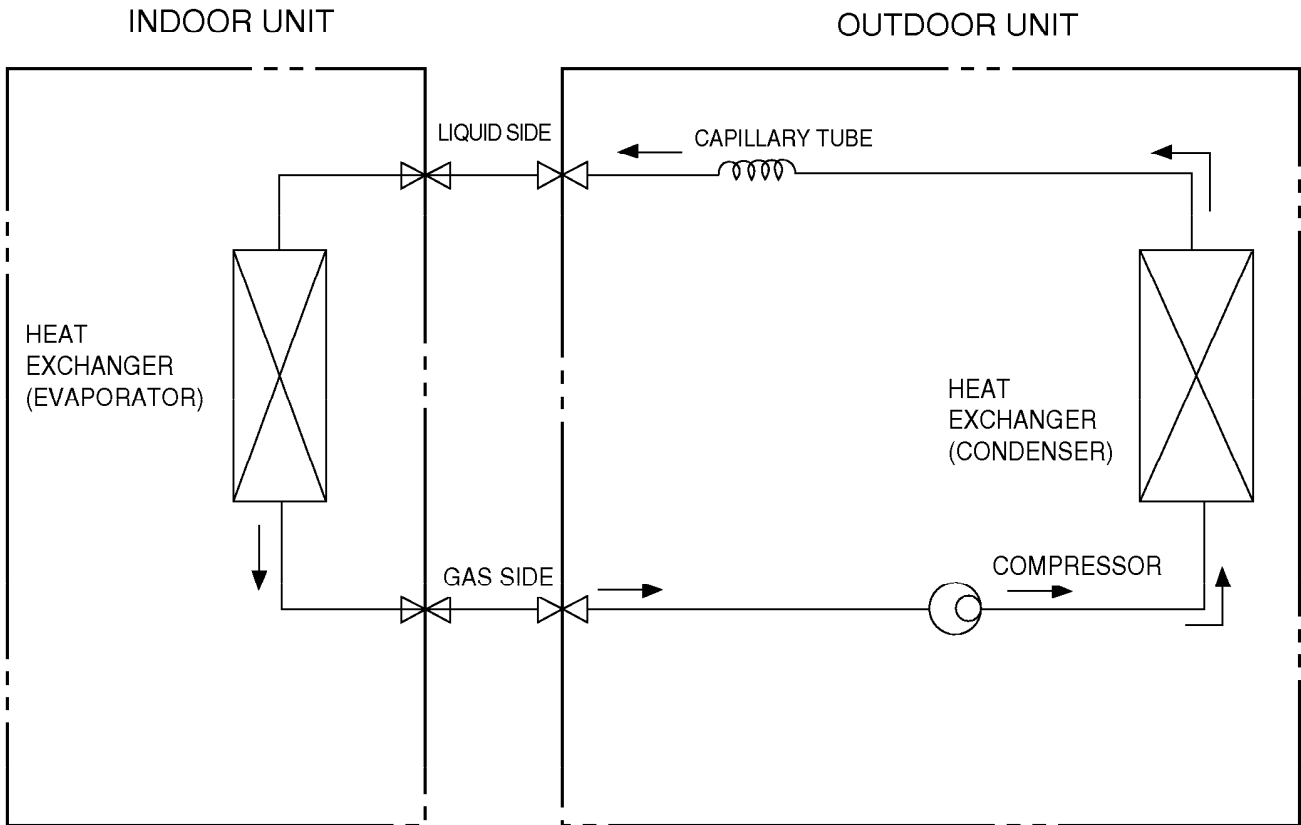 INDOOR UNIT
OUTDOOR UNIT
LIQUID SIDE
CAPILLARY TUBE
HEAT
EXCHANGER
(EVAPORATOR)
HEAT
EXCHANGER
(CONDENSER)
GAS SIDE
COMPRESSOR